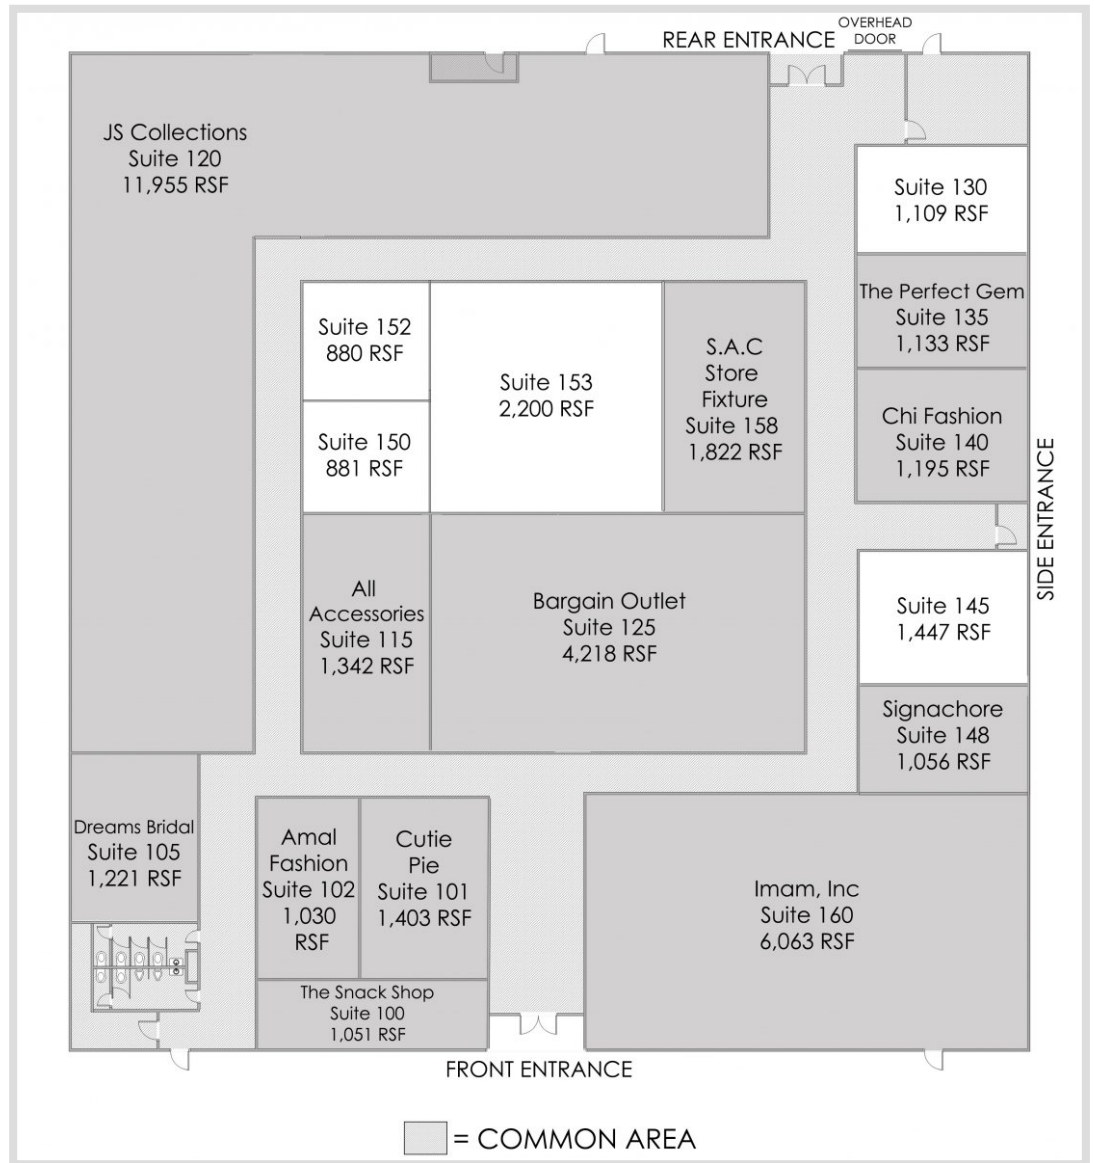 OVERHEAD
DOOR
REAR ENTRANCE
JS Collections
Suite 120
11,955 RSF
Suite 130
1,109 RSF
The Perfect Gem
Suite 135
1,133 RSF
Suite 152
880 RSF
Suite 153
2,200 RSF
S.A.C
Store
Fixture
Suite 158
1,822 RSF
Chi Fashion
Suite 140
1,195 RSF
Suite 150
881 RSF
SIDE ENTRANCE
All
Accessories
Suite 115
1,342 RSF
Bargain Outlet
Suite 125
4,218 RSF
Suite 145
1,447 RSF
Signachore
Suite 148
1,056 RSF
Dreams Bridal
Suite 105
1,221 RSF
Amal
Fashion
Suite 102
1,030
RSF
Cutie
Pie
Suite 101
1,403 RSF
Imam, Inc
Suite 160
6,063 RSF
The Snack Shop
Suite 100
1,051 RSF
FRONT ENTRANCE
= COMMON AREA